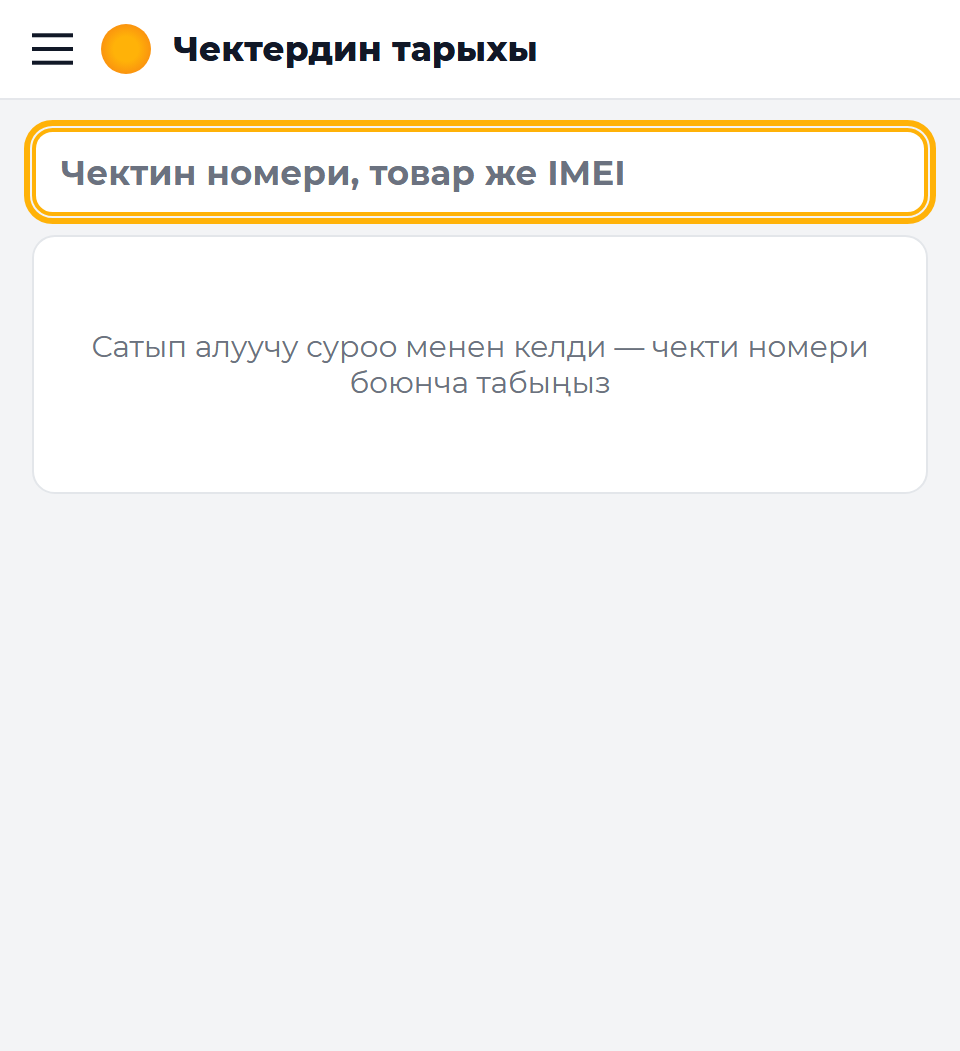 Чектердин тарыхы
Чектин номери, товар же IMEI
Сатып алуучу суроо менен келди — чекти номери
боюнча табыңыз